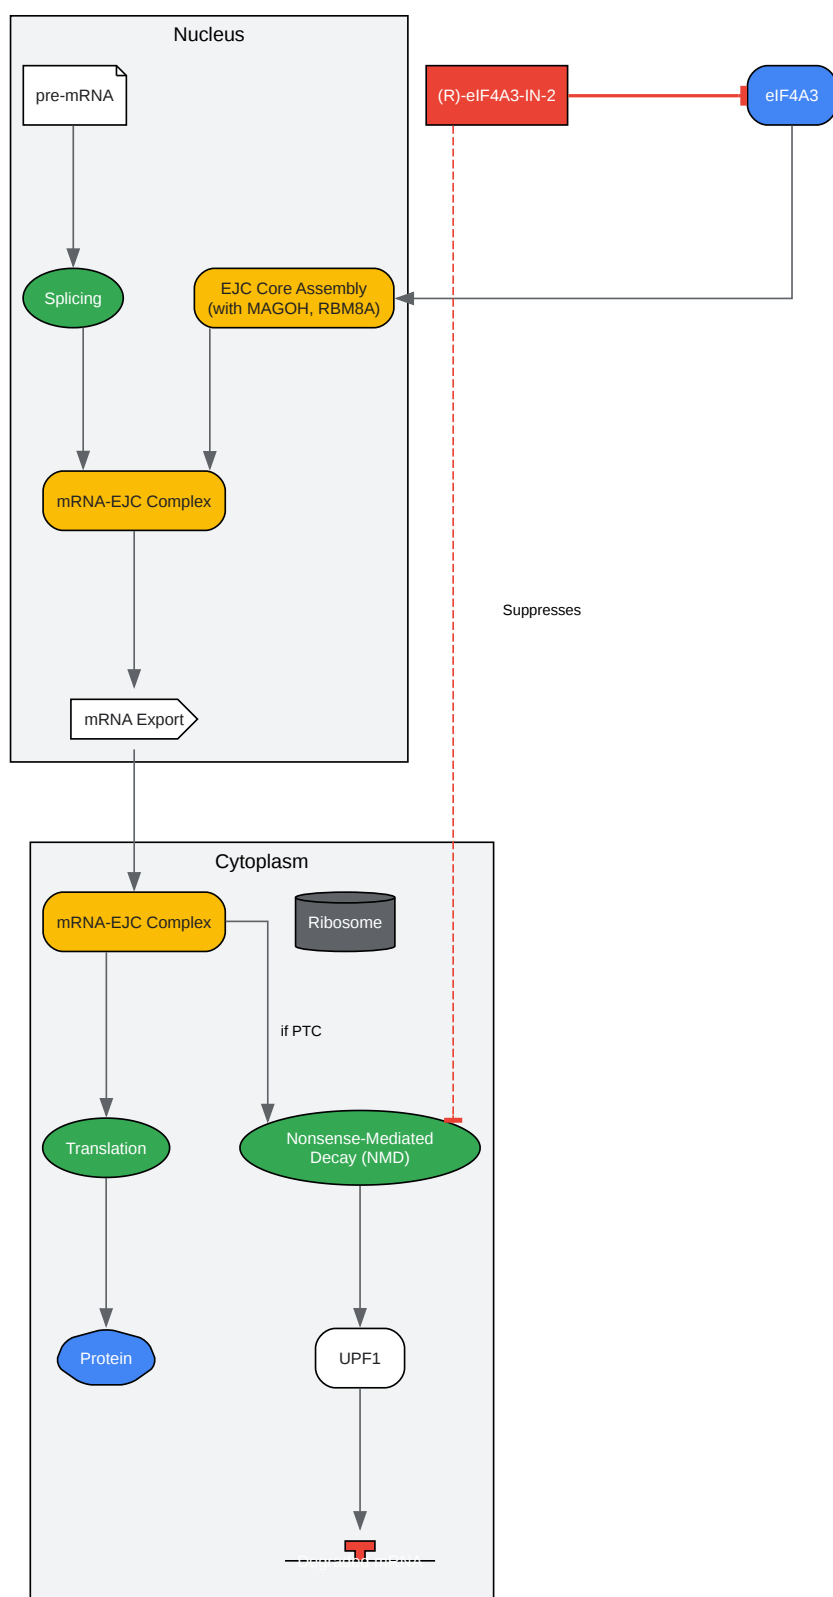 Nucleus
pre-mRNA
(R)-eIF4A3-IN-2
eIF4A3
Splicing
EJC Core Assembly
(with MAGOH, RBM8A)
mRNA-EJC Complex
Suppresses
mRNA Export
Cytoplasm
mRNA-EJC Complex
Ribosome
if PTC
Translation
Nonsense-Mediated
Decay (NMD)
Protein
UPF1